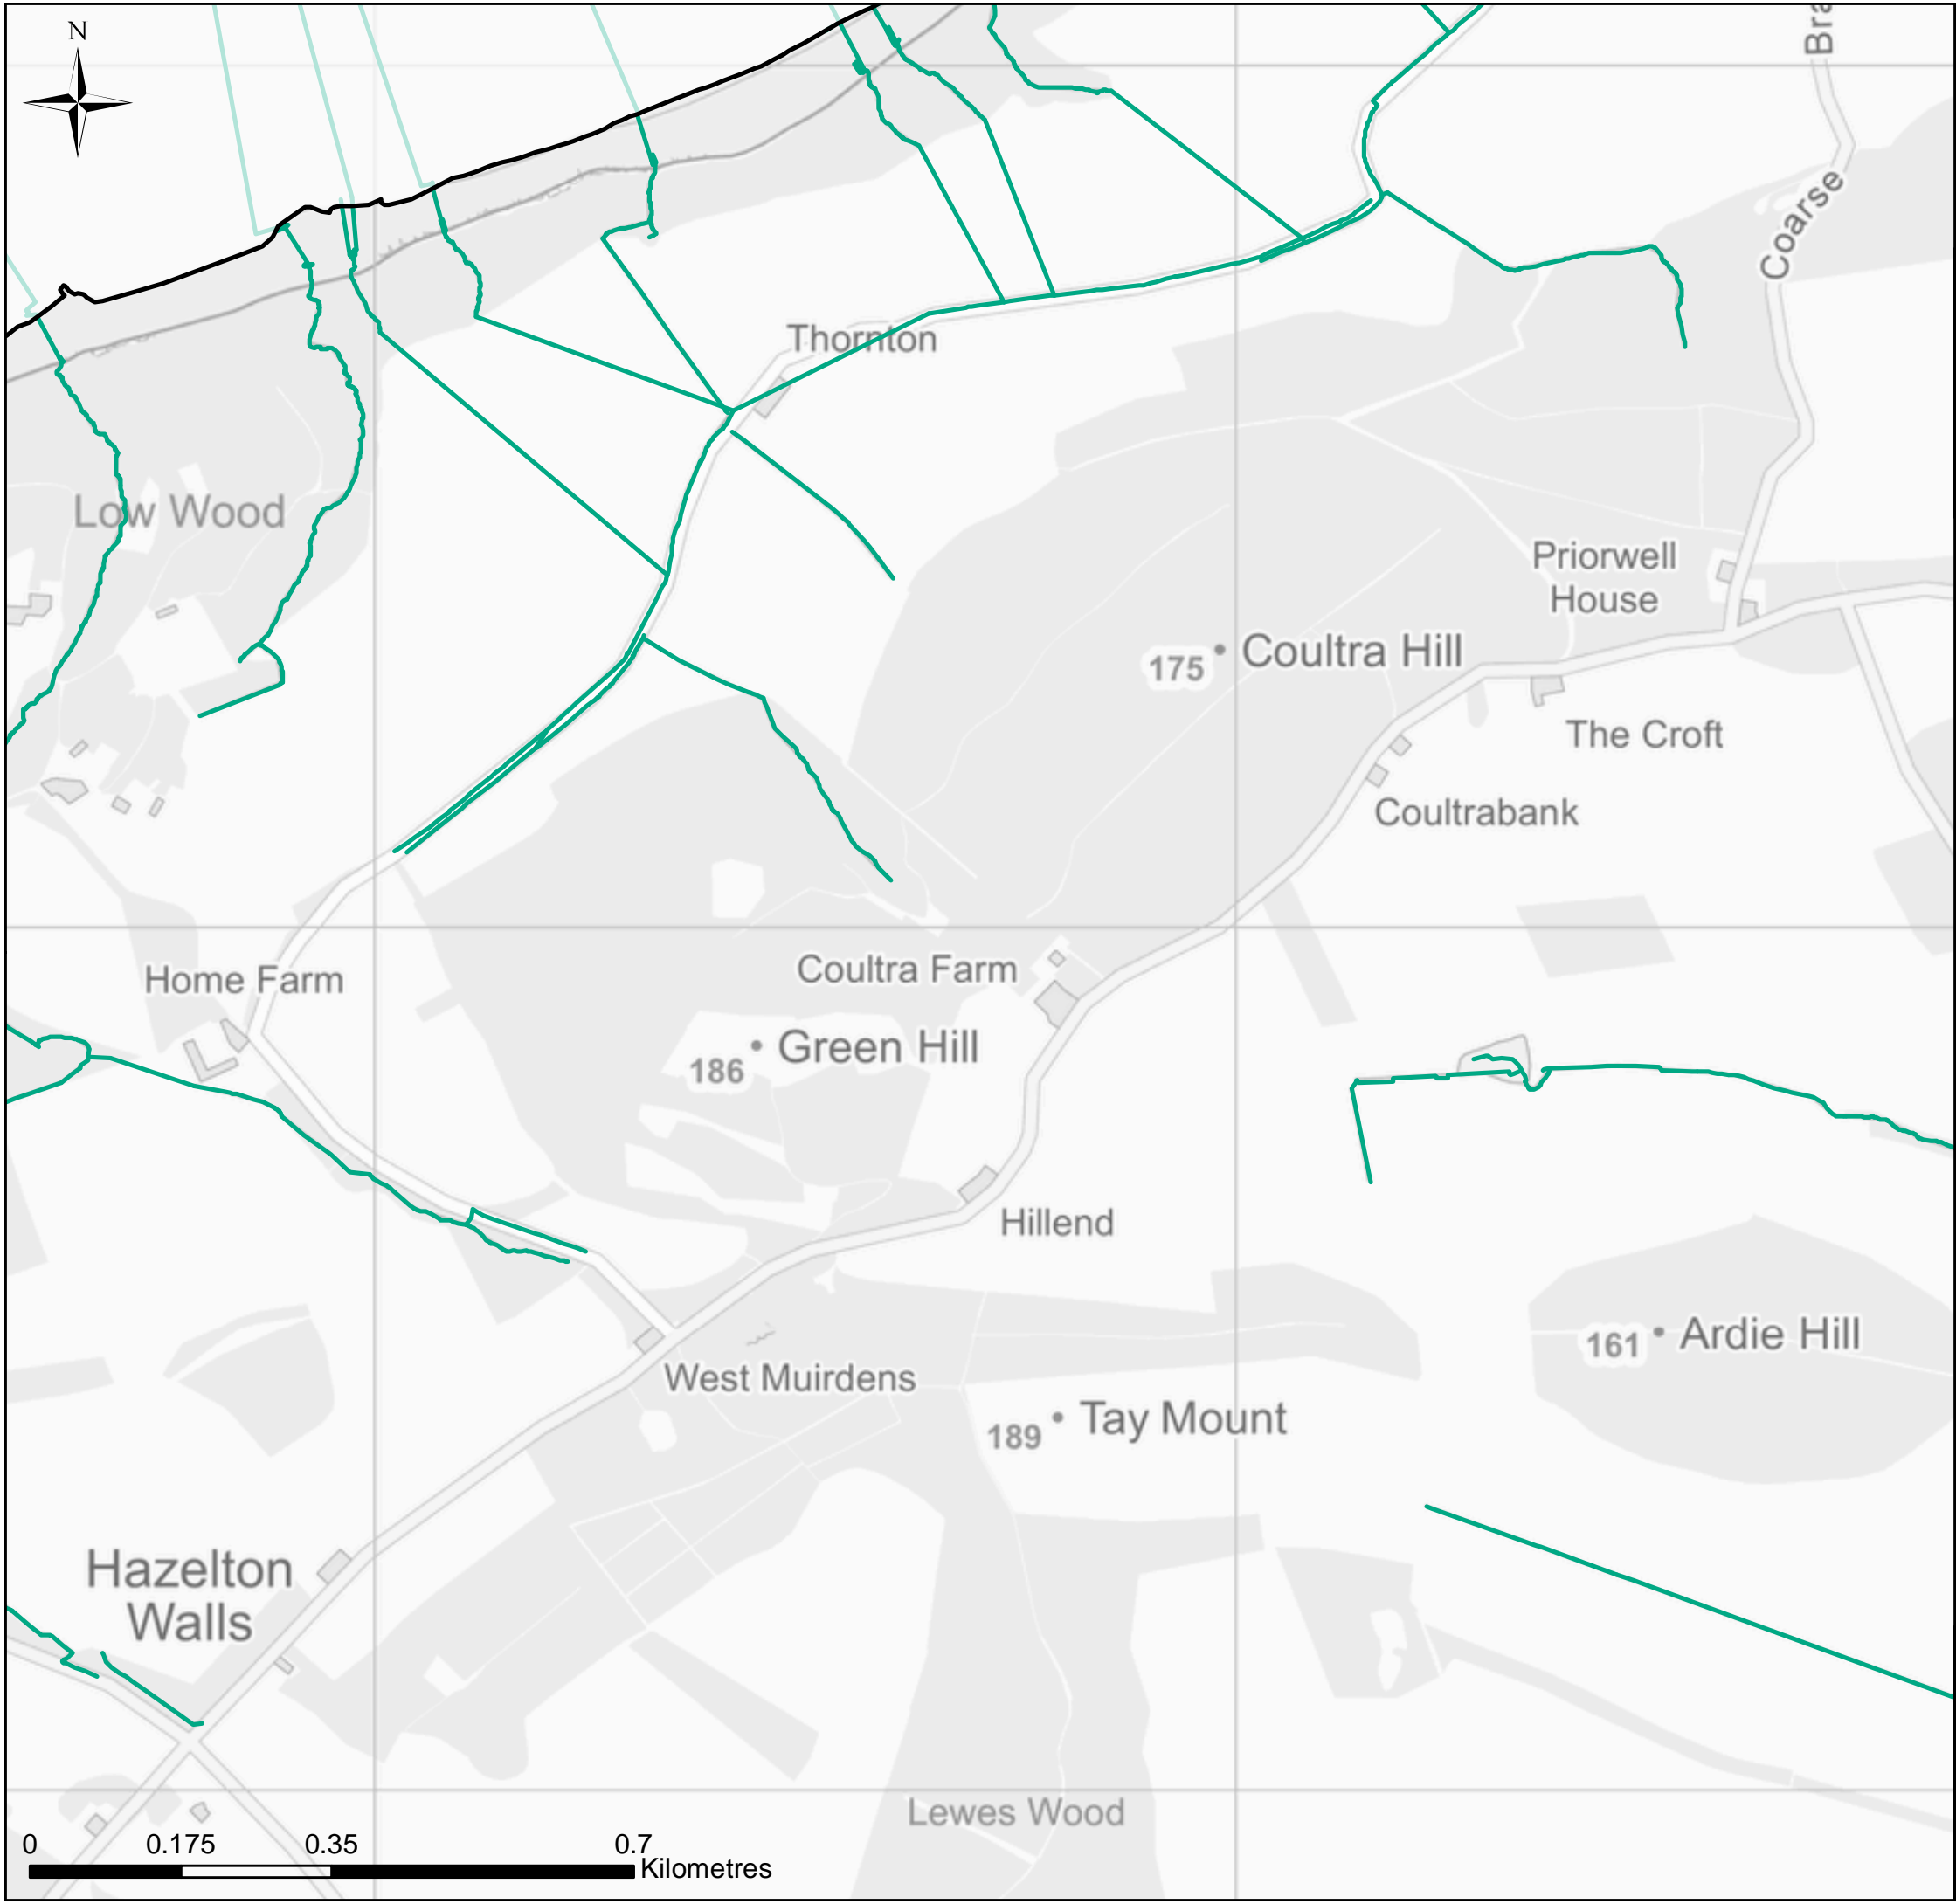 N
Bra
Coarse
Thornton
Low Wood
Priorwell
House
175
Coultra Hill
The Croft
Coultrabank
Home Farm
Coultra Farm
186
Green Hill
Hillend
161
Ardie Hill
West Muirdens
189
Tay Mount
Hazelton
Walls
Lewes Wood
0 0.175 0.35 0.7
Kilometres